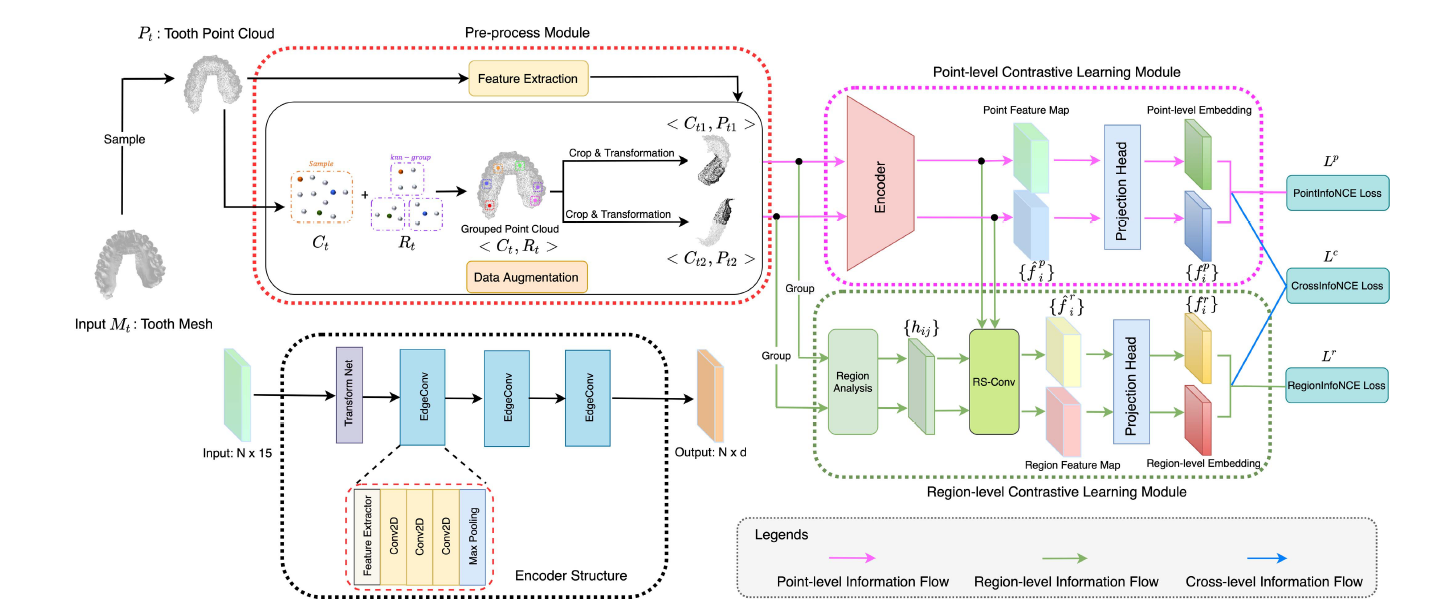 P_t : Tooth Point Cloud
Pre-process Module
Feature Extraction
Sample
< C_{t1}, P_{t1} >
Sample
knn - group
+
Crop & Transformation
Crop & Transformation
C_t
R_t
Grouped Point Cloud
< C_t, R_t >
< C_{t2}, P_{t2} >
Data Augmentation
Input M_t : Tooth Mesh
Point-level Contrastive Learning Module
Point Feature Map
Point-level Embedding
Encoder
Projection Head
{\hat{f}_i^p}
{f_i^p}
L^p
PointInfoNCE Loss
L^c
CrossInfoNCE Loss
L^r
RegionInfoNCE Loss
Group
Group
{h_{ij}}
{\hat{f}_i^r}
{f_i^r}
Region
Analysis
RS-Conv
Projection Head
Region Feature Map
Region-level Embedding
Region-level Contrastive Learning Module
Input: N x 15
Transform Net
EdgeConv
EdgeConv
EdgeConv
Output: N x d
Feature Extractor
Conv2D
Conv2D
Conv2D
Max Pooling
Encoder Structure
Legends
Point-level Information Flow
Region-level Information Flow
Cross-level Information Flow